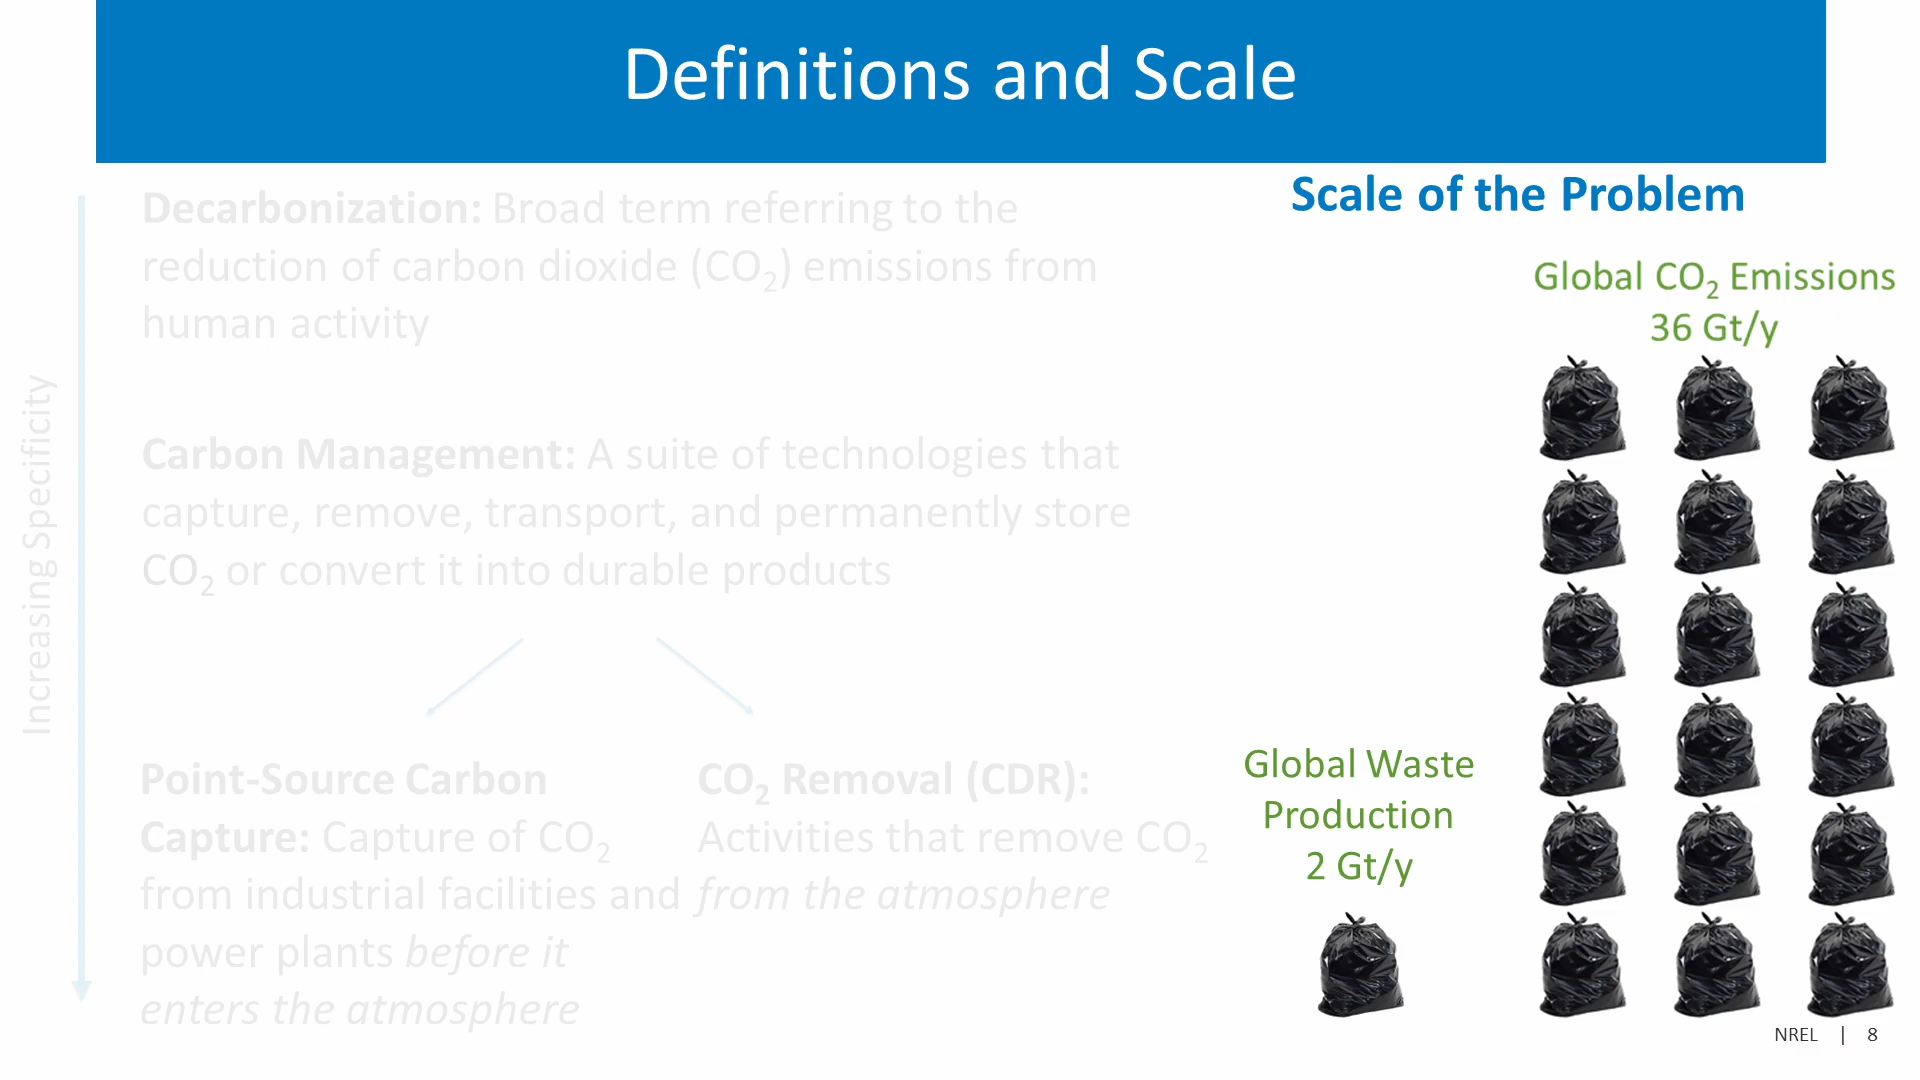 Definitions and Scale
Increasing Specificity
Decarbonization: Broad term referring to the
reduction of carbon dioxide (CO₂) emissions from
human activity
Carbon Management: A suite of technologies that
capture, remove, transport, and permanently store
CO₂ or convert it into durable products
Point-Source Carbon
Capture: Capture of CO₂
from industrial facilities and
power plants before it
enters the atmosphere
CO₂ Removal (CDR):
Activities that remove CO₂
from the atmosphere
Scale of the Problem
Global CO₂ Emissions
36 Gt/y
Global Waste
Production
2 Gt/y
NREL | 8